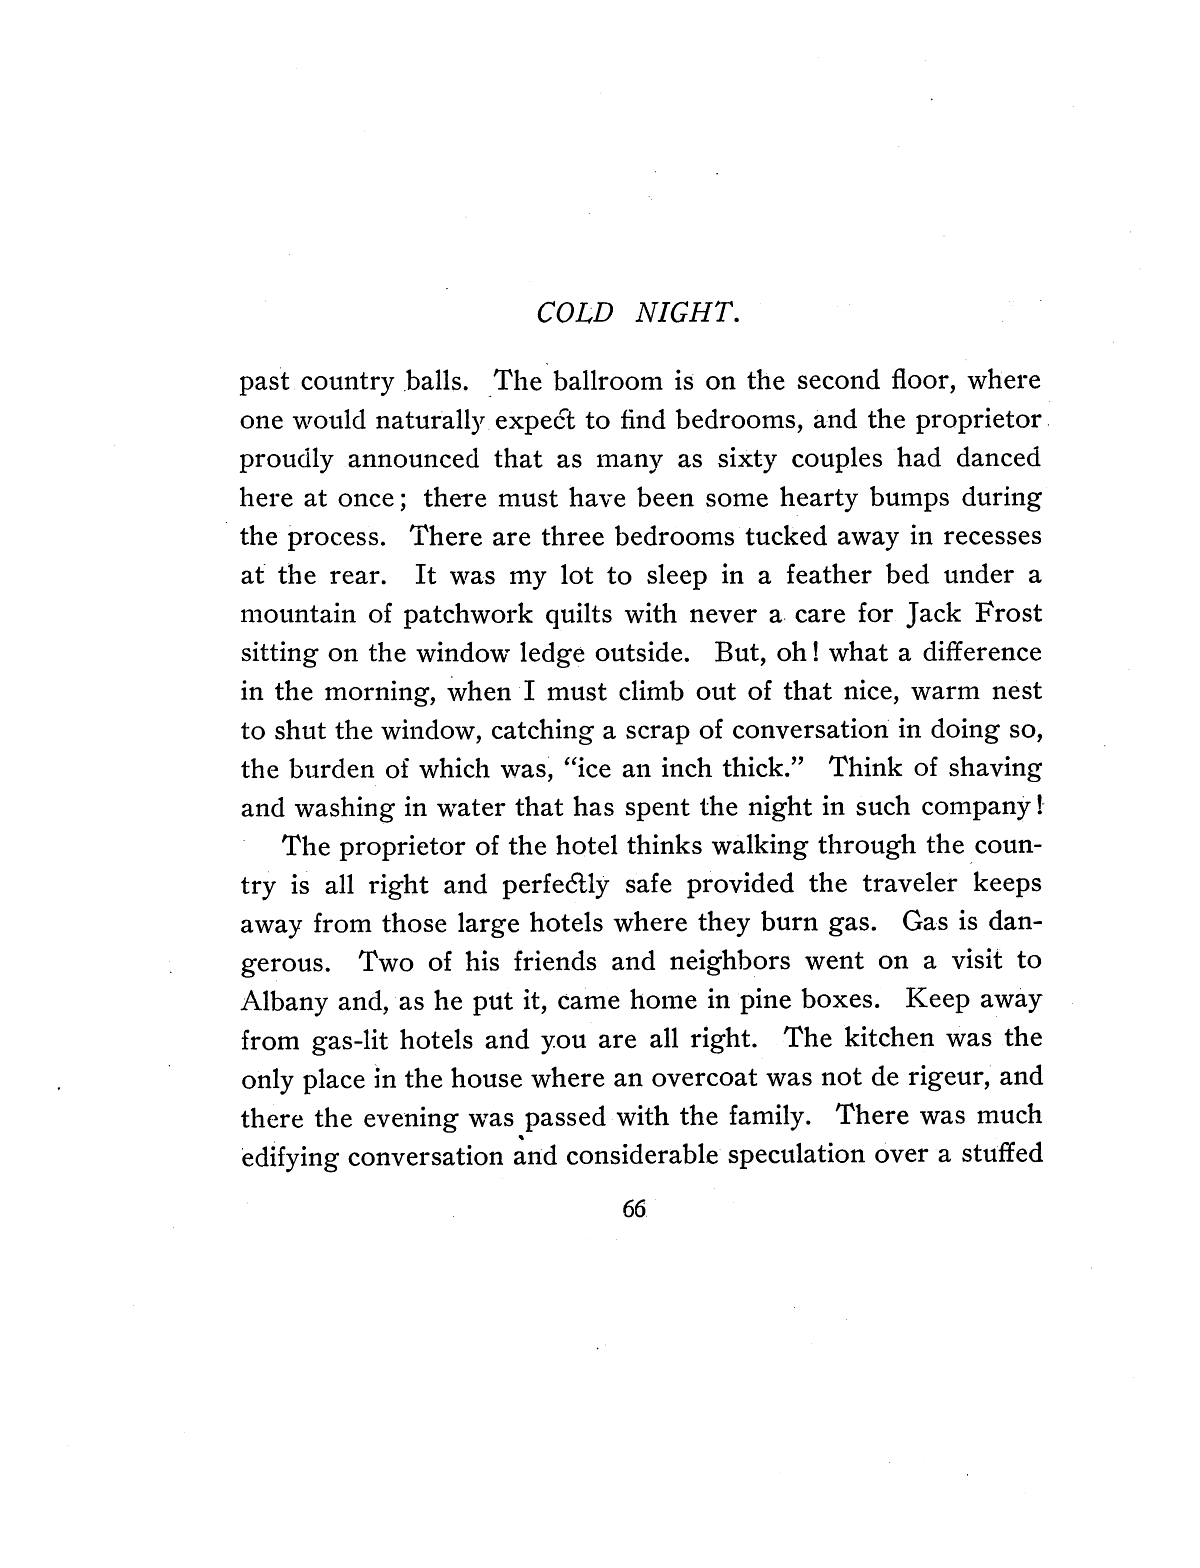 COLD NIGHT.
past country balls. The ballroom is on the second floor, where
one would naturally expect to find bedrooms, and the proprietor
proudly announced that as many as sixty couples had danced
here at once; there must have been some hearty bumps during
the process. There are three bedrooms tucked away in recesses
at the rear. It was my lot to sleep in a feather bed under a
mountain of patchwork quilts with never a care for Jack Frost
sitting on the window ledge outside. But, oh! what a difference
in the morning, when I must climb out of that nice, warm nest
to shut the window, catching a scrap of conversation in doing so,
the burden of which was, “ice an inch thick.” Think of shaving
and washing in water that has spent the night in such company!
The proprietor of the hotel thinks walking through the coun-
try is all right and perfectly safe provided the traveler keeps
away from those large hotels where they burn gas. Gas is dan-
gerous. Two of his friends and neighbors went on a visit to
Albany and, as he put it, came home in pine boxes. Keep away
from gas-lit hotels and you are all right. The kitchen was the
only place in the house where an overcoat was not de rigeur, and
there the evening was passed with the family. There was much
edifying conversation and considerable speculation over a stuffed
66